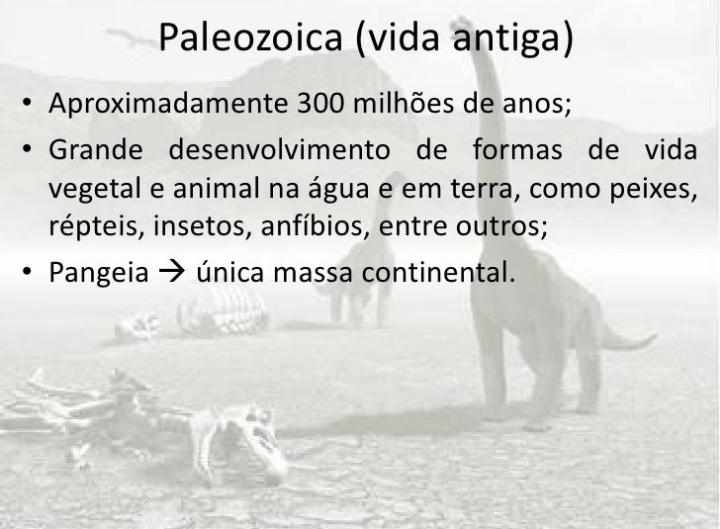 Paleozoica (vida antiga)
• Aproximadamente 300 milhões de anos;
• Grande desenvolvimento de formas de vida
vegetal e animal na água e em terra, como peixes,
répteis, insetos, anfíbios, entre outros;
• Pangeia → única massa continental.